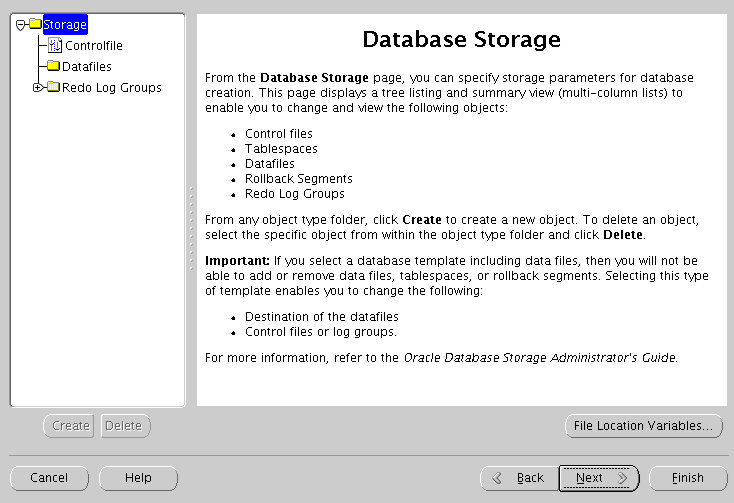 Storage
Controlfile
Datafiles
Redo Log Groups
Database Storage
From the Database Storage page, you can specify storage parameters for database
creation. This page displays a tree listing and summary view (multi-column lists) to
enable you to change and view the following objects:
• Control files
• Tablespaces
• Datafiles
• Rollback Segments
• Redo Log Groups
From any object type folder, click Create to create a new object. To delete an object,
select the specific object from within the object type folder and click Delete.
Important: If you select a database template including data files, then you will not be
able to add or remove data files, tablespaces, or rollback segments. Selecting this type
of template enables you to change the following:
• Destination of the datafiles
• Control files or log groups.
For more information, refer to the Oracle Database Storage Administrator's Guide.
Create Delete
File Location Variables...
Cancel Help Back Next Finish